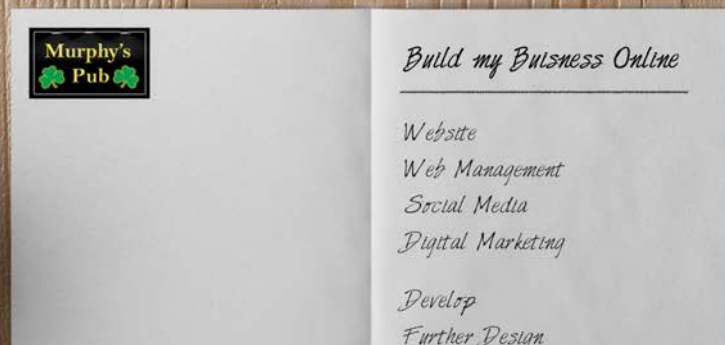 Murphy's
Pub
Build my Buisness Online
Website
Web Management
Social Media
Digital Marketing
Develop
Further Design